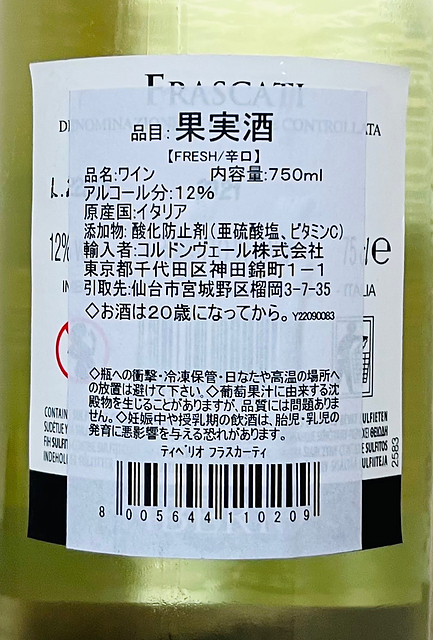 FRASCATI
品目:果実酒
【FRESH/辛口】
品名:ワイン 内容量:750ml
アルコール分:12%
原産国:イタリア
添加物:酸化防止剤(亜硫酸塩、ビタミンC)
輸入者:コルドンヴェール株式会社
東京都千代田区神田錦町1-1
引取先:仙台市宮城野区榴岡3-7-35
◇お酒は20歳になってから。Y22090083
◇瓶への衝撃・冷凍保管・日なたや高温の場所へ
の放置は避けて下さい。◇葡萄果汁に由来する沈
殿物を生じることがありますが、品質には問題ありま
せん。◇妊娠中や授乳期の飲酒は、胎児・乳児の
発育に悪影響を与える恐れがあります。
ティベリオ フラスカーティ
8 005644 110209
2583